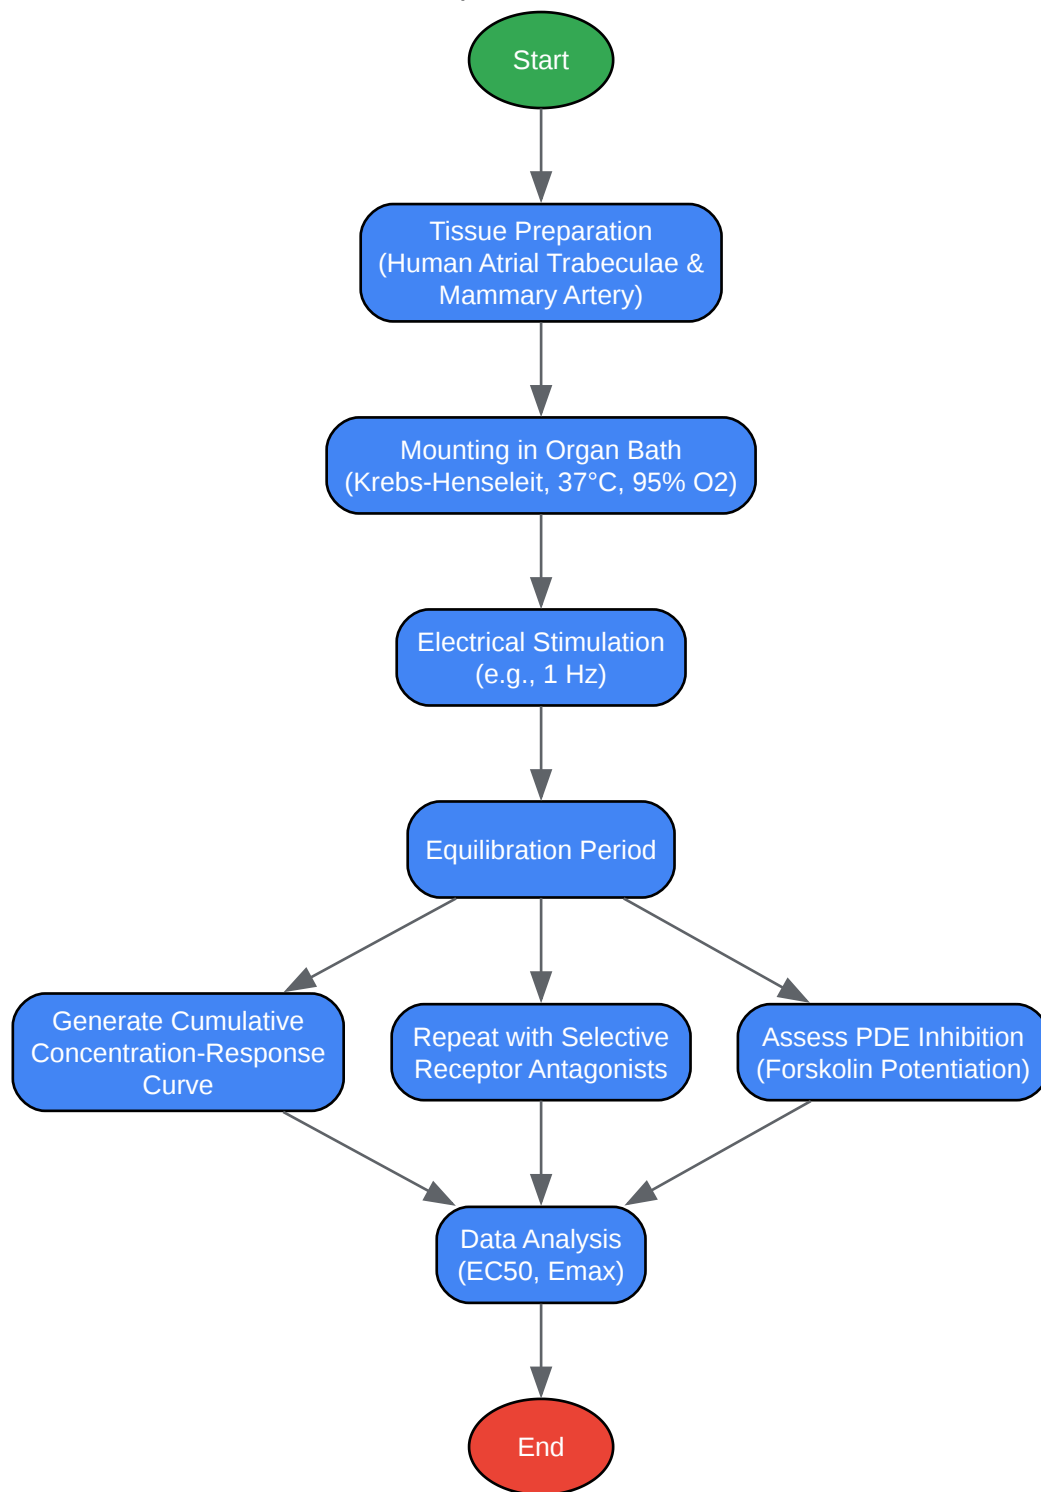 Start
Tissue Preparation
(Human Atrial Trabeculae &
Mammary Artery)
Mounting in Organ Bath
(Krebs-Henseleit, 37°C, 95% O2)
Electrical Stimulation
(e.g., 1 Hz)
Equilibration Period
Generate Cumulative
Concentration-Response
Curve
Repeat with Selective
Receptor Antagonists
Assess PDE Inhibition
(Forskolin Potentiation)
Data Analysis
(EC50, Emax)
End